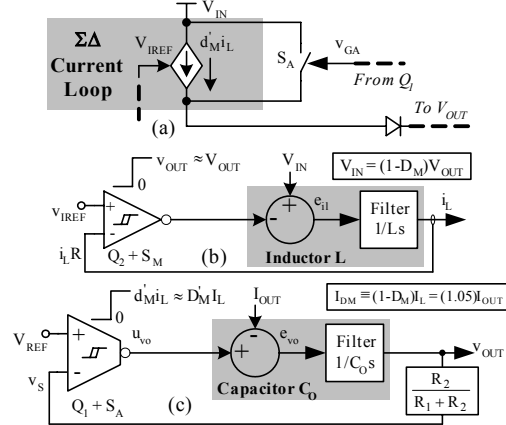 V_IN
ΣΔ
Current
Loop
V_IREF
d'_M i_L
S_A
v_GA
From Q_1
To V_OUT
(a)
v_OUT ≈ V_OUT
0
V_IN
V_IN = (1-D_M)V_OUT
v_IREF
+
-
i_L R
Q_2 + S_M
(b)
+
-
e_il
Filter
1/Ls
i_L
Inductor L
d'_M i_L ≈ D'_M I_L
0
I_OUT
I_DM ≡ (1-D_M)I_L = (1.05)I_OUT
V_REF
+
-
v_S
u_vo
Q_1 + S_A
(c)
+
-
e_vo
Filter
1/C_O s
v_OUT
Capacitor C_O
R_2
R_1 + R_2